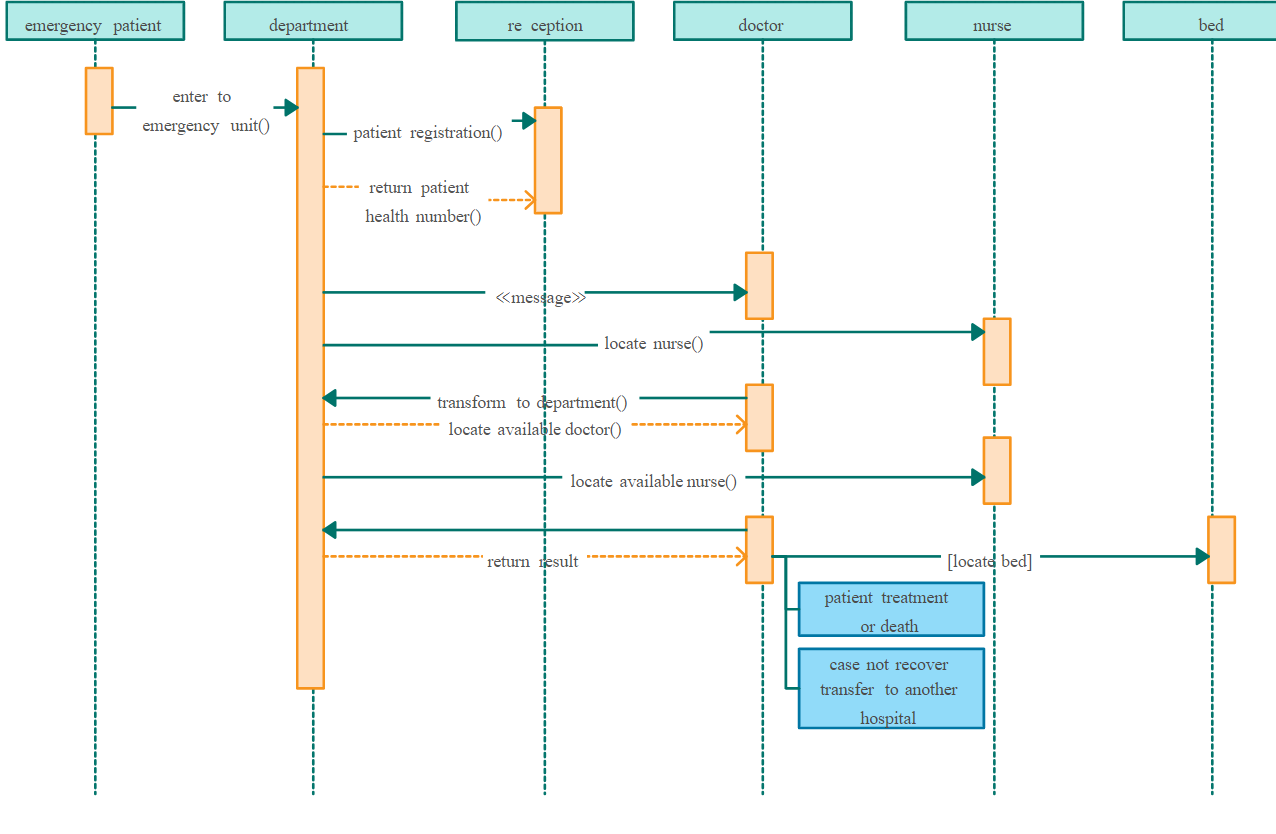 emergency patient
department
re ception
doctor
nurse
bed
enter to
emergency unit()
patient registration()
return patient
health number()
≪message≫
locate nurse()
transform to department()
locate available doctor()
locate available nurse()
return result
[locate bed]
patient treatment
or death
case not recover
transfer to another
hospital